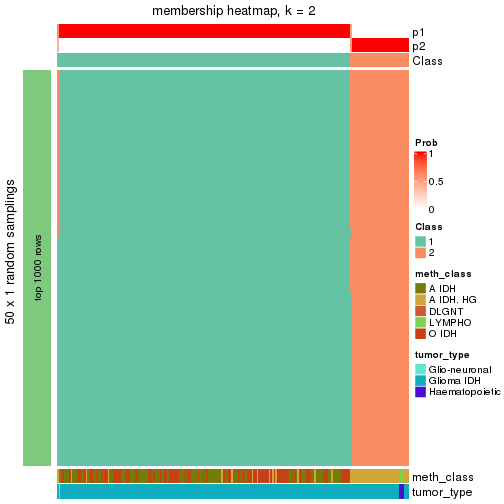 membership heatmap, k = 2
p1
p2
Class
50 x 1 random samplings
top 1000 rows
Prob
1
0.5
0
Class
1
2
meth_class
A IDH
A IDH, HG
DLGNT
LYMPHO
O IDH
tumor_type
Glio-neuronal
Glioma IDH
Haematopoietic
meth_class
tumor_type